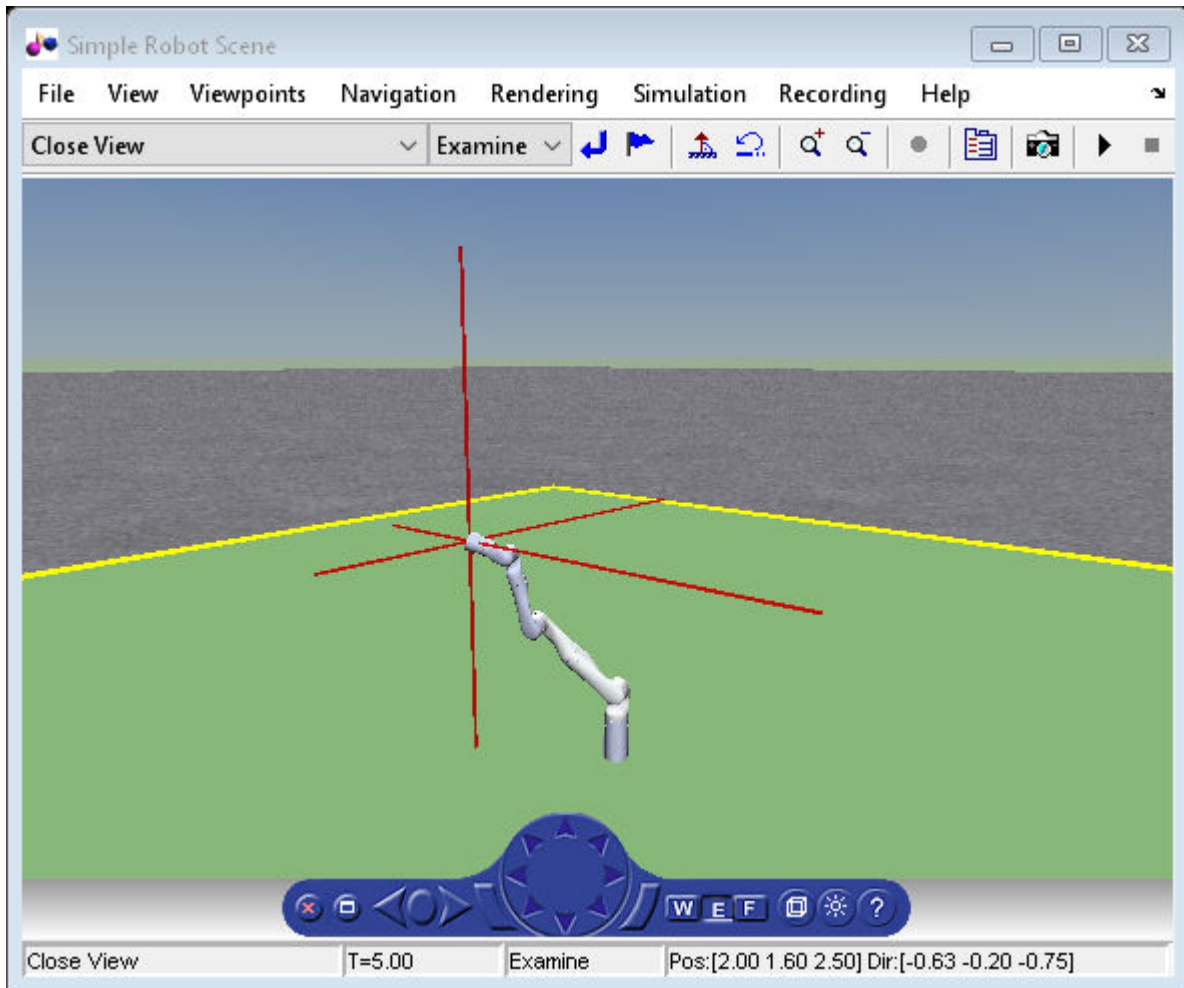 Simple Robot Scene
File View Viewpoints Navigation Rendering Simulation Recording Help
Close View Examine
W E F ?
Close View T=5.00 Examine Pos:[2.00 1.60 2.50] Dir:[-0.63 -0.20 -0.75]